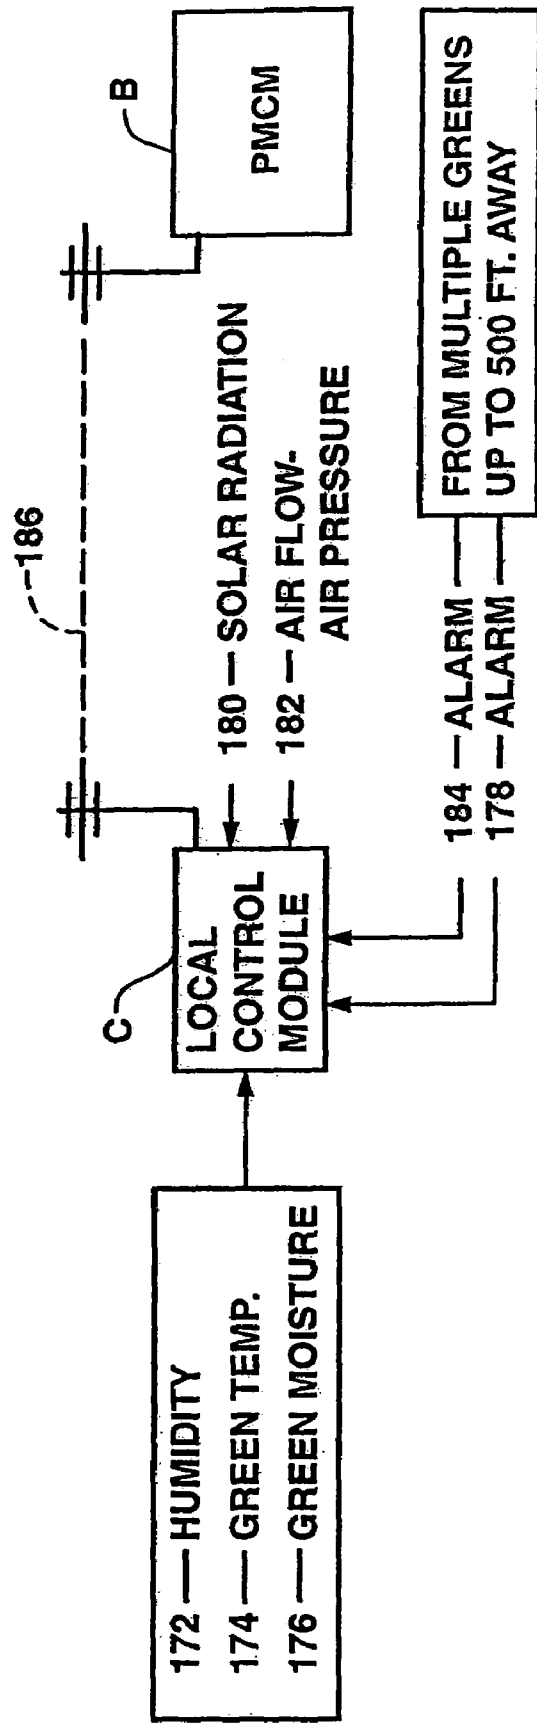 172 — HUMIDITY
174 — GREEN TEMP.
176 — GREEN MOISTURE
C
LOCAL
CONTROL
MODULE
186
B
PMCM
180 — SOLAR RADIATION
182 — AIR FLOW-
AIR PRESSURE
184 — ALARM
178 — ALARM
FROM MULTIPLE GREENS
UP TO 500 FT. AWAY